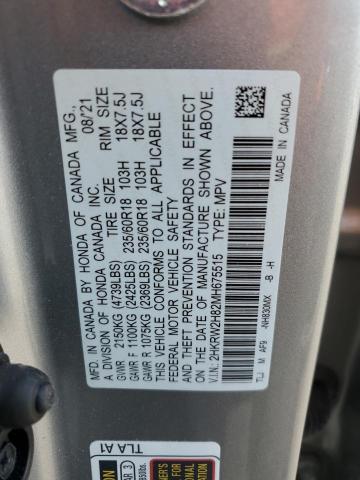 MFD. IN CANADA BY HONDA OF CANADA MFG.,
A DIVISION OF HONDA CANADA INC. 08/21
TIRE SIZE RIM SIZE
GVWR 2150KG (4739LBS)
GAWR F 1100KG (2425LBS) 235/60R18 103H 18X7.5J
GAWR R 1075KG (2369LBS) 235/60R18 103H 18X7.5J
THIS VEHICLE CONFORMS TO ALL APPLICABLE
FEDERAL MOTOR VEHICLE SAFETY
AND THEFT PREVENTION STANDARDS IN EFFECT
ON THE DATE OF MANUFACTURE SHOWN ABOVE.
V.I.N.: 2HKRW2H82MH675515 TYPE: MPV
MADE IN CANADA
TLJ M AF9 -NH830MX -B -H
TLA A1